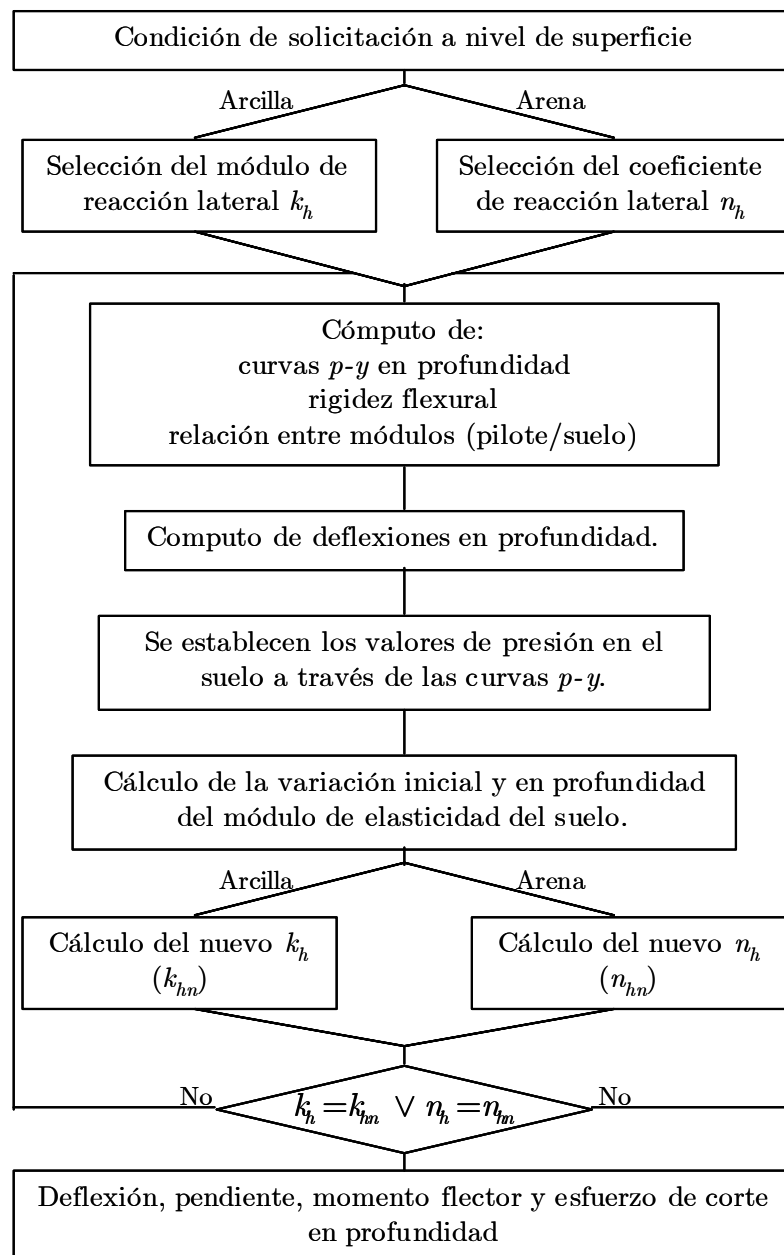 Condición de solicitación a nivel de superficie
Arcilla
Arena
Selección del módulo de
reacción lateral k_h
Selección del coeficiente
de reacción lateral n_h
Cómputo de:
curvas p-y en profundidad
rigidez flexural
relación entre módulos (pilote/suelo)
Computo de deflexiones en profundidad.
Se establecen los valores de presión en el
suelo a través de las curvas p-y.
Cálculo de la variación inicial y en profundidad
del módulo de elasticidad del suelo.
Arcilla
Arena
Cálculo del nuevo k_h
(k_hn)
Cálculo del nuevo n_h
(n_hn)
No
k_h=k_hn ∨ n_h=n_hn
No
Deflexión, pendiente, momento flector y esfuerzo de corte
en profundidad